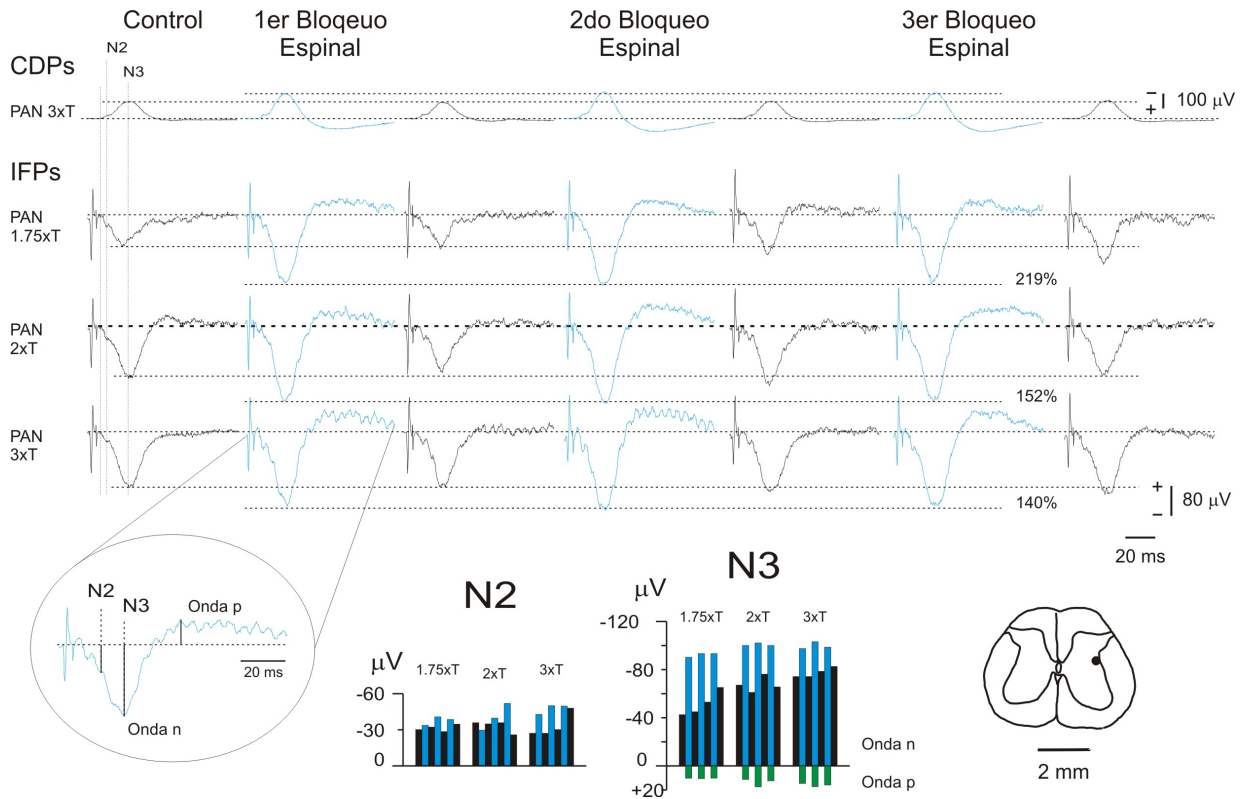 Control
1er Bloqeuo
Espinal
2do Bloqueo
Espinal
3er Bloqueo
Espinal
N2
N3
CDPs
PAN 3xT
−
+
100 µV
IFPs
PAN
1.75xT
219%
PAN
2xT
152%
PAN
3xT
140%
+
−
80 µV
20 ms
N2
N3
Onda p
20 ms
Onda n
N2
µV
1.75xT
2xT
3xT
-60
-30
0
N3
µV
1.75xT
2xT
3xT
-120
-80
-40
0
+20
Onda n
Onda p
2 mm